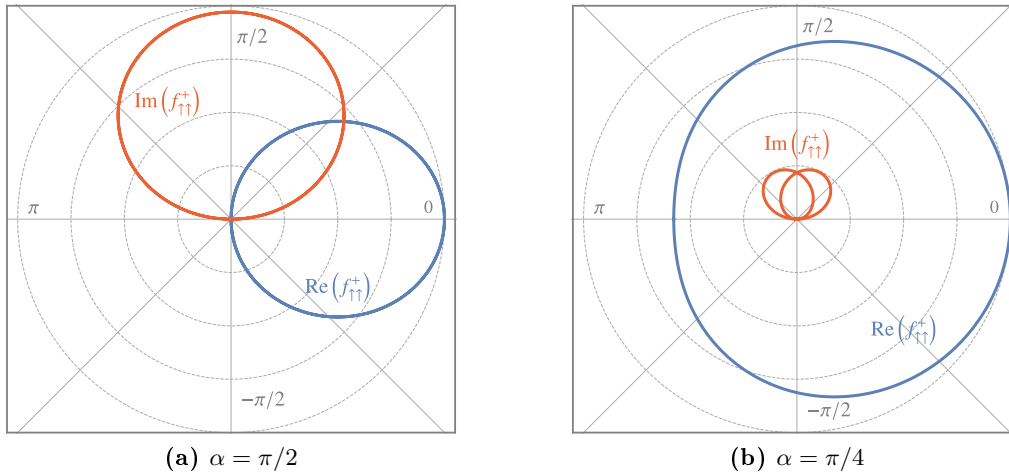 π/2
Im(f⁺↑↑)
π
0
Re(f⁺↑↑)
−π/2
(a) α = π/2
π/2
Im(f⁺↑↑)
π
0
Re(f⁺↑↑)
−π/2
(b) α = π/4